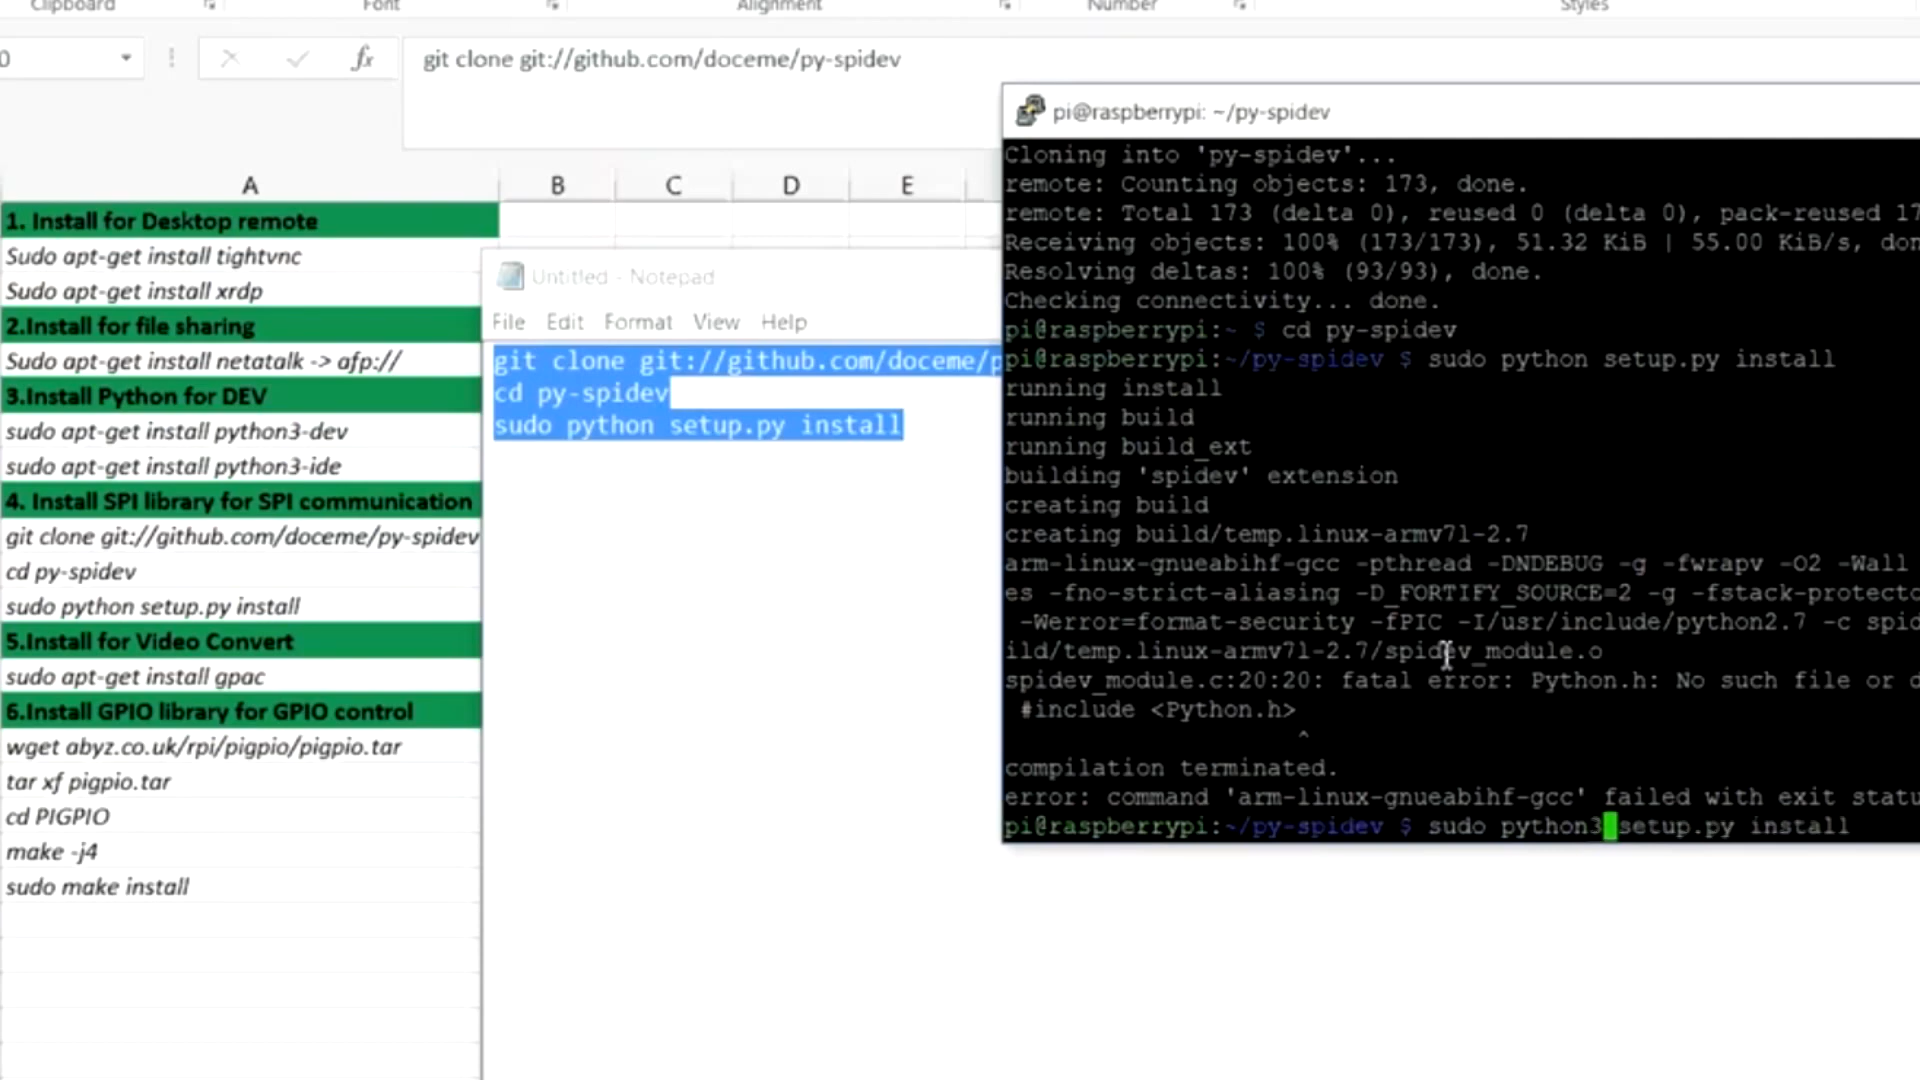 Clipboard
Font
Alignment
Number
Styles
0
fx
git clone git://github.com/doceme/py-spidev
A
B
C
D
E
1. Install for Desktop remote
Sudo apt-get install tightvnc
Sudo apt-get install xrdp
2.Install for file sharing
Sudo apt-get install netatalk -> afp://
3.Install Python for DEV
sudo apt-get install python3-dev
sudo apt-get install python3-ide
4. Install SPI library for SPI communication
git clone git://github.com/doceme/py-spidev
cd py-spidev
sudo python setup.py install
5.Install for Video Convert
sudo apt-get install gpac
6.Install GPIO library for GPIO control
wget abyz.co.uk/rpi/pigpio/pigpio.tar
tar xf pigpio.tar
cd PIGPIO
make -j4
sudo make install
Untitled - Notepad
File Edit Format View Help
git clone git://github.com/doceme/p
cd py-spidev
sudo python setup.py install
pi@raspberrypi: ~/py-spidev
Cloning into 'py-spidev'...
remote: Counting objects: 173, done.
remote: Total 173 (delta 0), reused 0 (delta 0), pack-reused 17
Receiving objects: 100% (173/173), 51.32 KiB | 55.00 KiB/s, don
Resolving deltas: 100% (93/93), done.
Checking connectivity... done.
pi@raspberrypi:~ $ cd py-spidev
pi@raspberrypi:~/py-spidev $ sudo python setup.py install
running install
running build
running build_ext
building 'spidev' extension
creating build
creating build/temp.linux-armv7l-2.7
arm-linux-gnueabihf-gcc -pthread -DNDEBUG -g -fwrapv -O2 -Wall
es -fno-strict-aliasing -D_FORTIFY_SOURCE=2 -g -fstack-protecto
-Werror=format-security -fPIC -I/usr/include/python2.7 -c spid
ild/temp.linux-armv7l-2.7/spidev_module.o
spidev_module.c:20:20: fatal error: Python.h: No such file or d
#include <Python.h>
^
compilation terminated.
error: command 'arm-linux-gnueabihf-gcc' failed with exit statu
pi@raspberrypi:~/py-spidev $ sudo python3 setup.py install